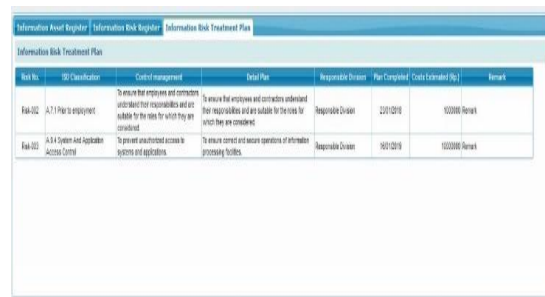 Information Asset Register Information Risk Register Information Risk Treatment Plan
Information Risk Treatment Plan
Risk No. ISO Classification Control management Detail Plan Responsible Division Plan Completed Costs Estimated (Rp.) Remark
Risk-002 A.7.1 Prior to employment To ensure that employees and contractors
understand their responsibilities and are
suitable for the roles for which they are
considered. To ensure that employees and contractors understand
their responsibilities and are suitable for the roles for
which they are considered. Responsible Division 23/01/2018 Remark
Risk-003 A.9.4 System And Application
Access Control To prevent unauthorized access to
systems and applications. To ensure correct and secure operations of information
processing facilities. Responsible Division Remark